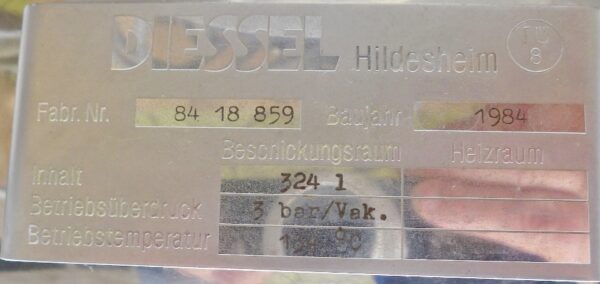 DIESSEL Hildesheim TÜ 8
Fabr. Nr. 84 18 859 Baujahr 1984
Beschickungsraum Heizraum
Inhalt 324 l
Betriebsüberdruck 3 bar/Vak.
Betriebstemperatur °C